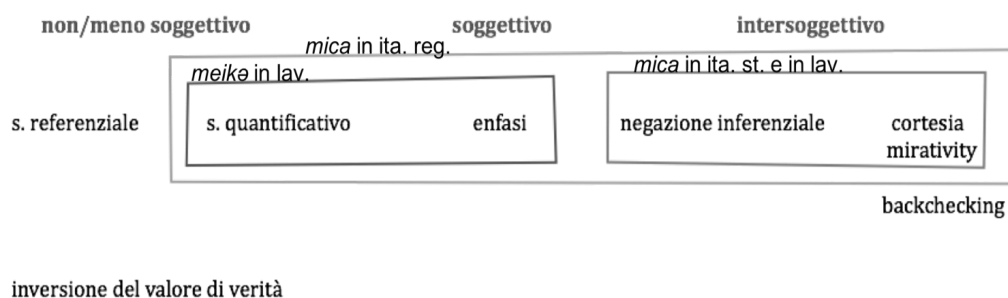 non/meno soggettivo soggettivo intersoggettivo
mica in ita. reg.
meikə in lav. mica in ita. st. e in lav.
s. referenziale s. quantificativo enfasi negazione inferenziale cortesia
mirativity
backchecking
inversione del valore di verità